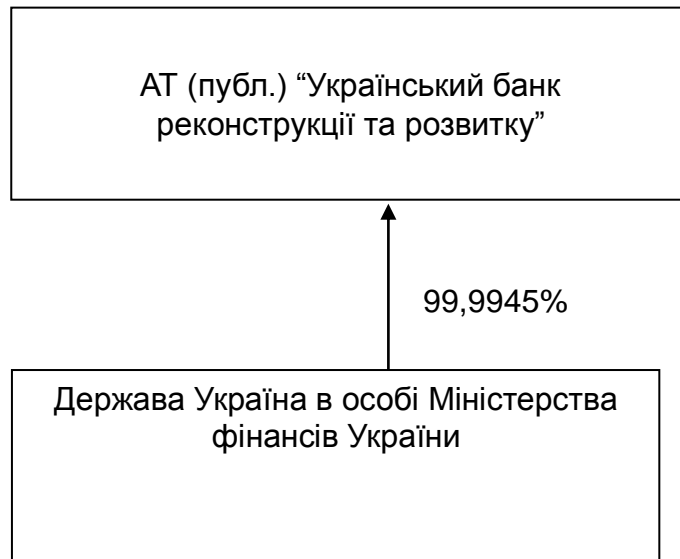 АТ (публ.) “Український банк
реконструкції та розвитку”
99,9945%
Держава Україна в особі Міністерства
фінансів України